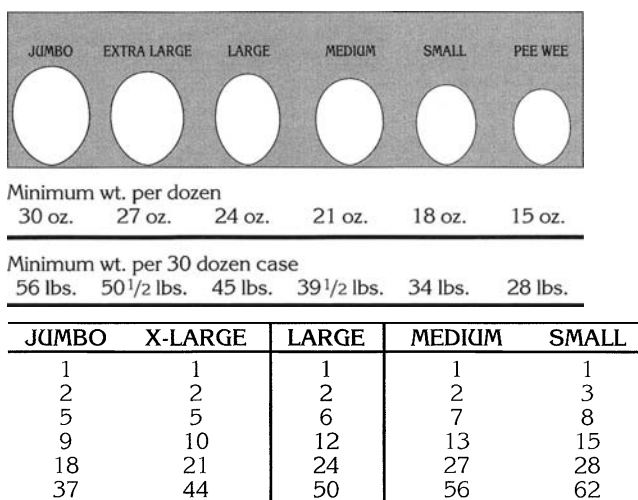 JUMBO EXTRA LARGE LARGE MEDIUM SMALL PEE WEE
Minimum wt. per dozen
30 oz. 27 oz. 24 oz. 21 oz. 18 oz. 15 oz.
Minimum wt. per 30 dozen case
56 lbs. 50 1/2 lbs. 45 lbs. 39 1/2 lbs. 34 lbs. 28 lbs.
JUMBO X-LARGE LARGE MEDIUM SMALL
1 1 1 1 1
2 2 2 2 3
5 5 6 7 8
9 10 12 13 15
18 21 24 27 28
37 44 50 56 62